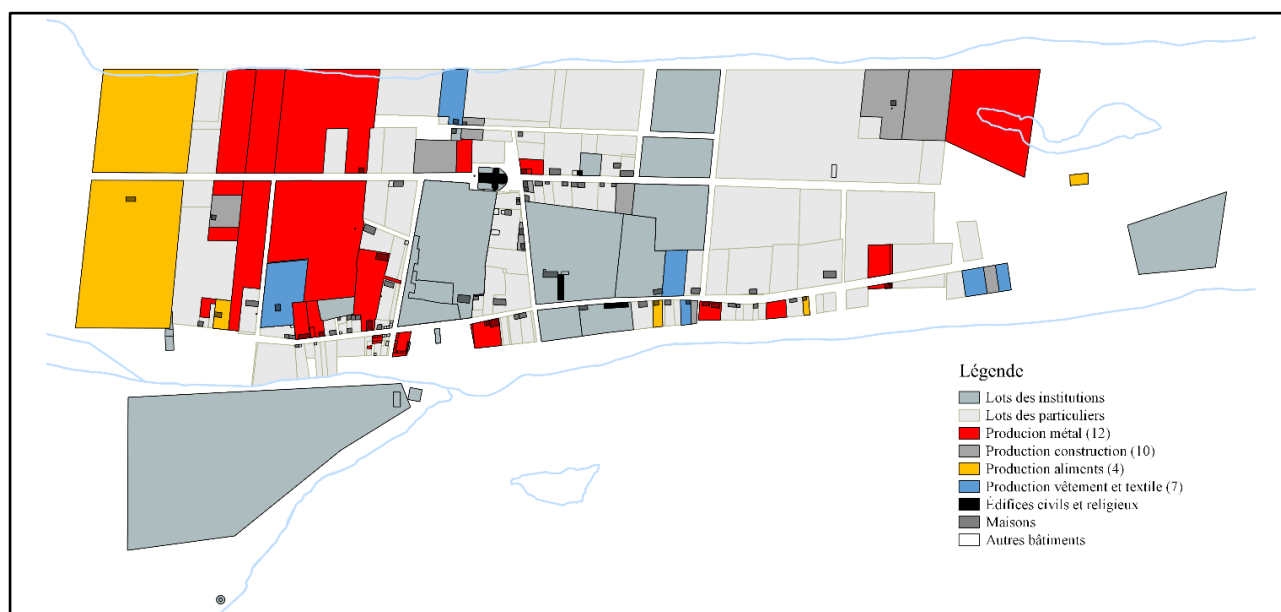 Légende
Lots des institutions
Lots des particuliers
Producion métal (12)
Production construction (10)
Production aliments (4)
Production vêtement et textile (7)
Édifices civils et religieux
Maisons
Autres bâtiments